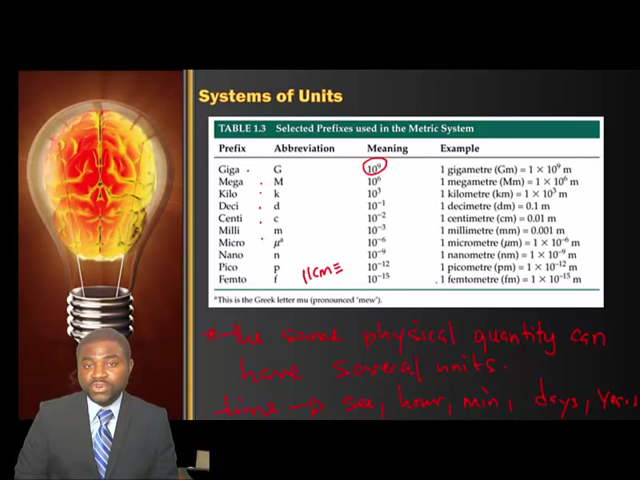 Systems of Units
TABLE 1.3 Selected Prefixes used in the Metric System
Prefix Abbreviation Meaning Example
Giga G 10⁹ 1 gigametre (Gm) = 1 × 10⁹ m
Mega M 10⁶ 1 megametre (Mm) = 1 × 10⁶ m
Kilo k 10³ 1 kilometre (km) = 1 × 10³ m
Deci d 10⁻¹ 1 decimetre (dm) = 0.1 m
Centi c 10⁻² 1 centimetre (cm) = 0.01 m
Milli m 10⁻³ 1 millimetre (mm) = 0.001 m
Micro μᵃ 10⁻⁶ 1 micrometre (μm) = 1 × 10⁻⁶ m
Nano n 10⁻⁹ 1 nanometre (nm) = 1 × 10⁻⁹ m
Pico p 10⁻¹² 1 picometre (pm) = 1 × 10⁻¹² m
Femto f 10⁻¹⁵ 1 femtometre (fm) = 1 × 10⁻¹⁵ m
11cm ≡
ᵃThis is the Greek letter mu (pronounced 'mew').
* the same physical quantity can
have several units.
time → sec, hour, min, days, Years